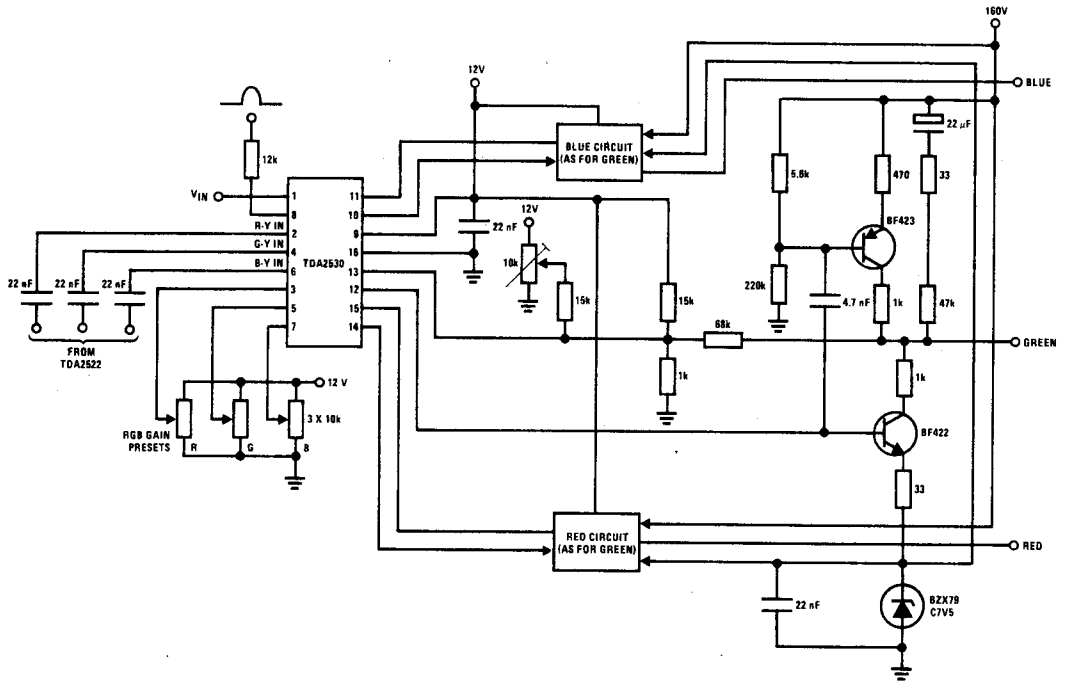 160V
12V
BLUE
22 µF
12k
BLUE CIRCUIT
(AS FOR GREEN)
5.6k
470
33
VIN
1
8
2
4
6
3
5
7
TDA2530
11
10
9
16
13
12
15
14
R-Y IN
G-Y IN
B-Y IN
22 nF
12V
10k
BF423
22 nF
22 nF
22 nF
15k
15k
220k
4.7 nF
1k
47k
FROM
TDA2522
68k
GREEN
1k
1k
12 V
3 X 10k
RGB GAIN
PRESETS
R
G
B
BF422
33
RED CIRCUIT
(AS FOR GREEN)
RED
22 nF
BZX79
C7V5